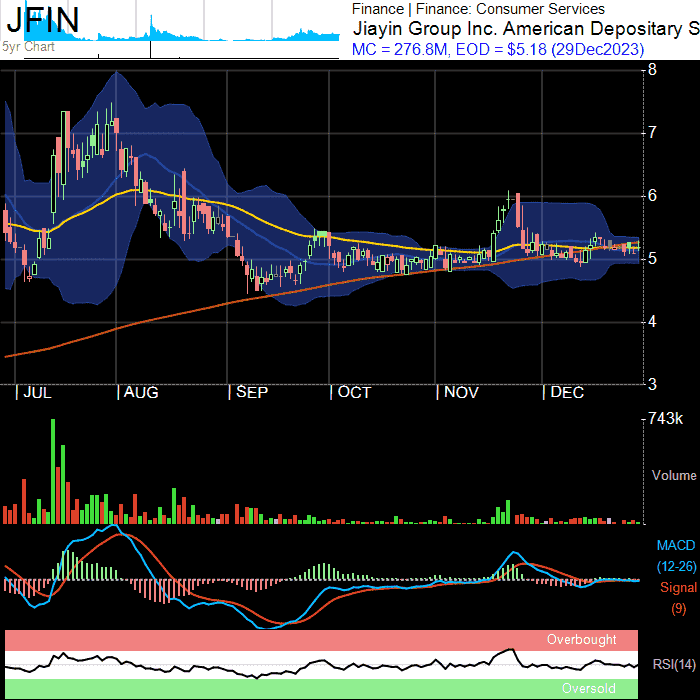 JFIN
5yr Chart
Finance | Finance: Consumer Services
Jiayin Group Inc. American Depositary S
MC = 276.8M, EOD = $5.18 (29Dec2023)
8
7
6
5
4
3
JUL AUG SEP OCT NOV DEC
743k
Volume
MACD
(12-26)
Signal
(9)
Overbought
RSI(14)
Oversold